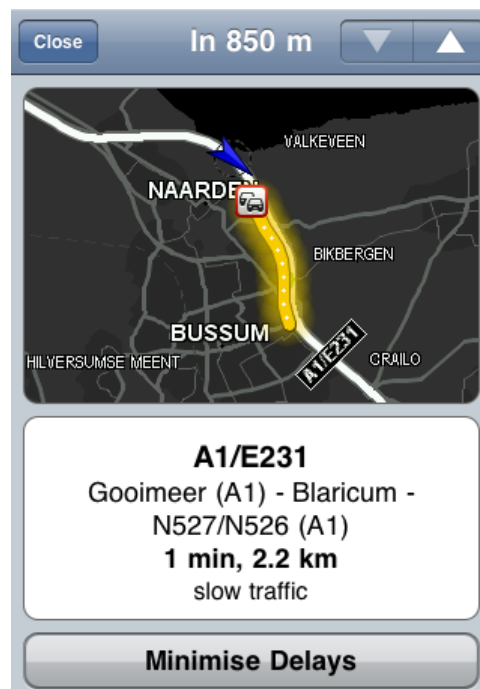 Close
In 850 m
VALKEVEEN
NAARDEN
BIKBERGEN
BUSSUM
A1/E231
HILVERSUMSE MEENT
CRAILO
A1/E231
Gooimeer (A1) - Blaricum -
N527/N526 (A1)
1 min, 2.2 km
slow traffic
Minimise Delays